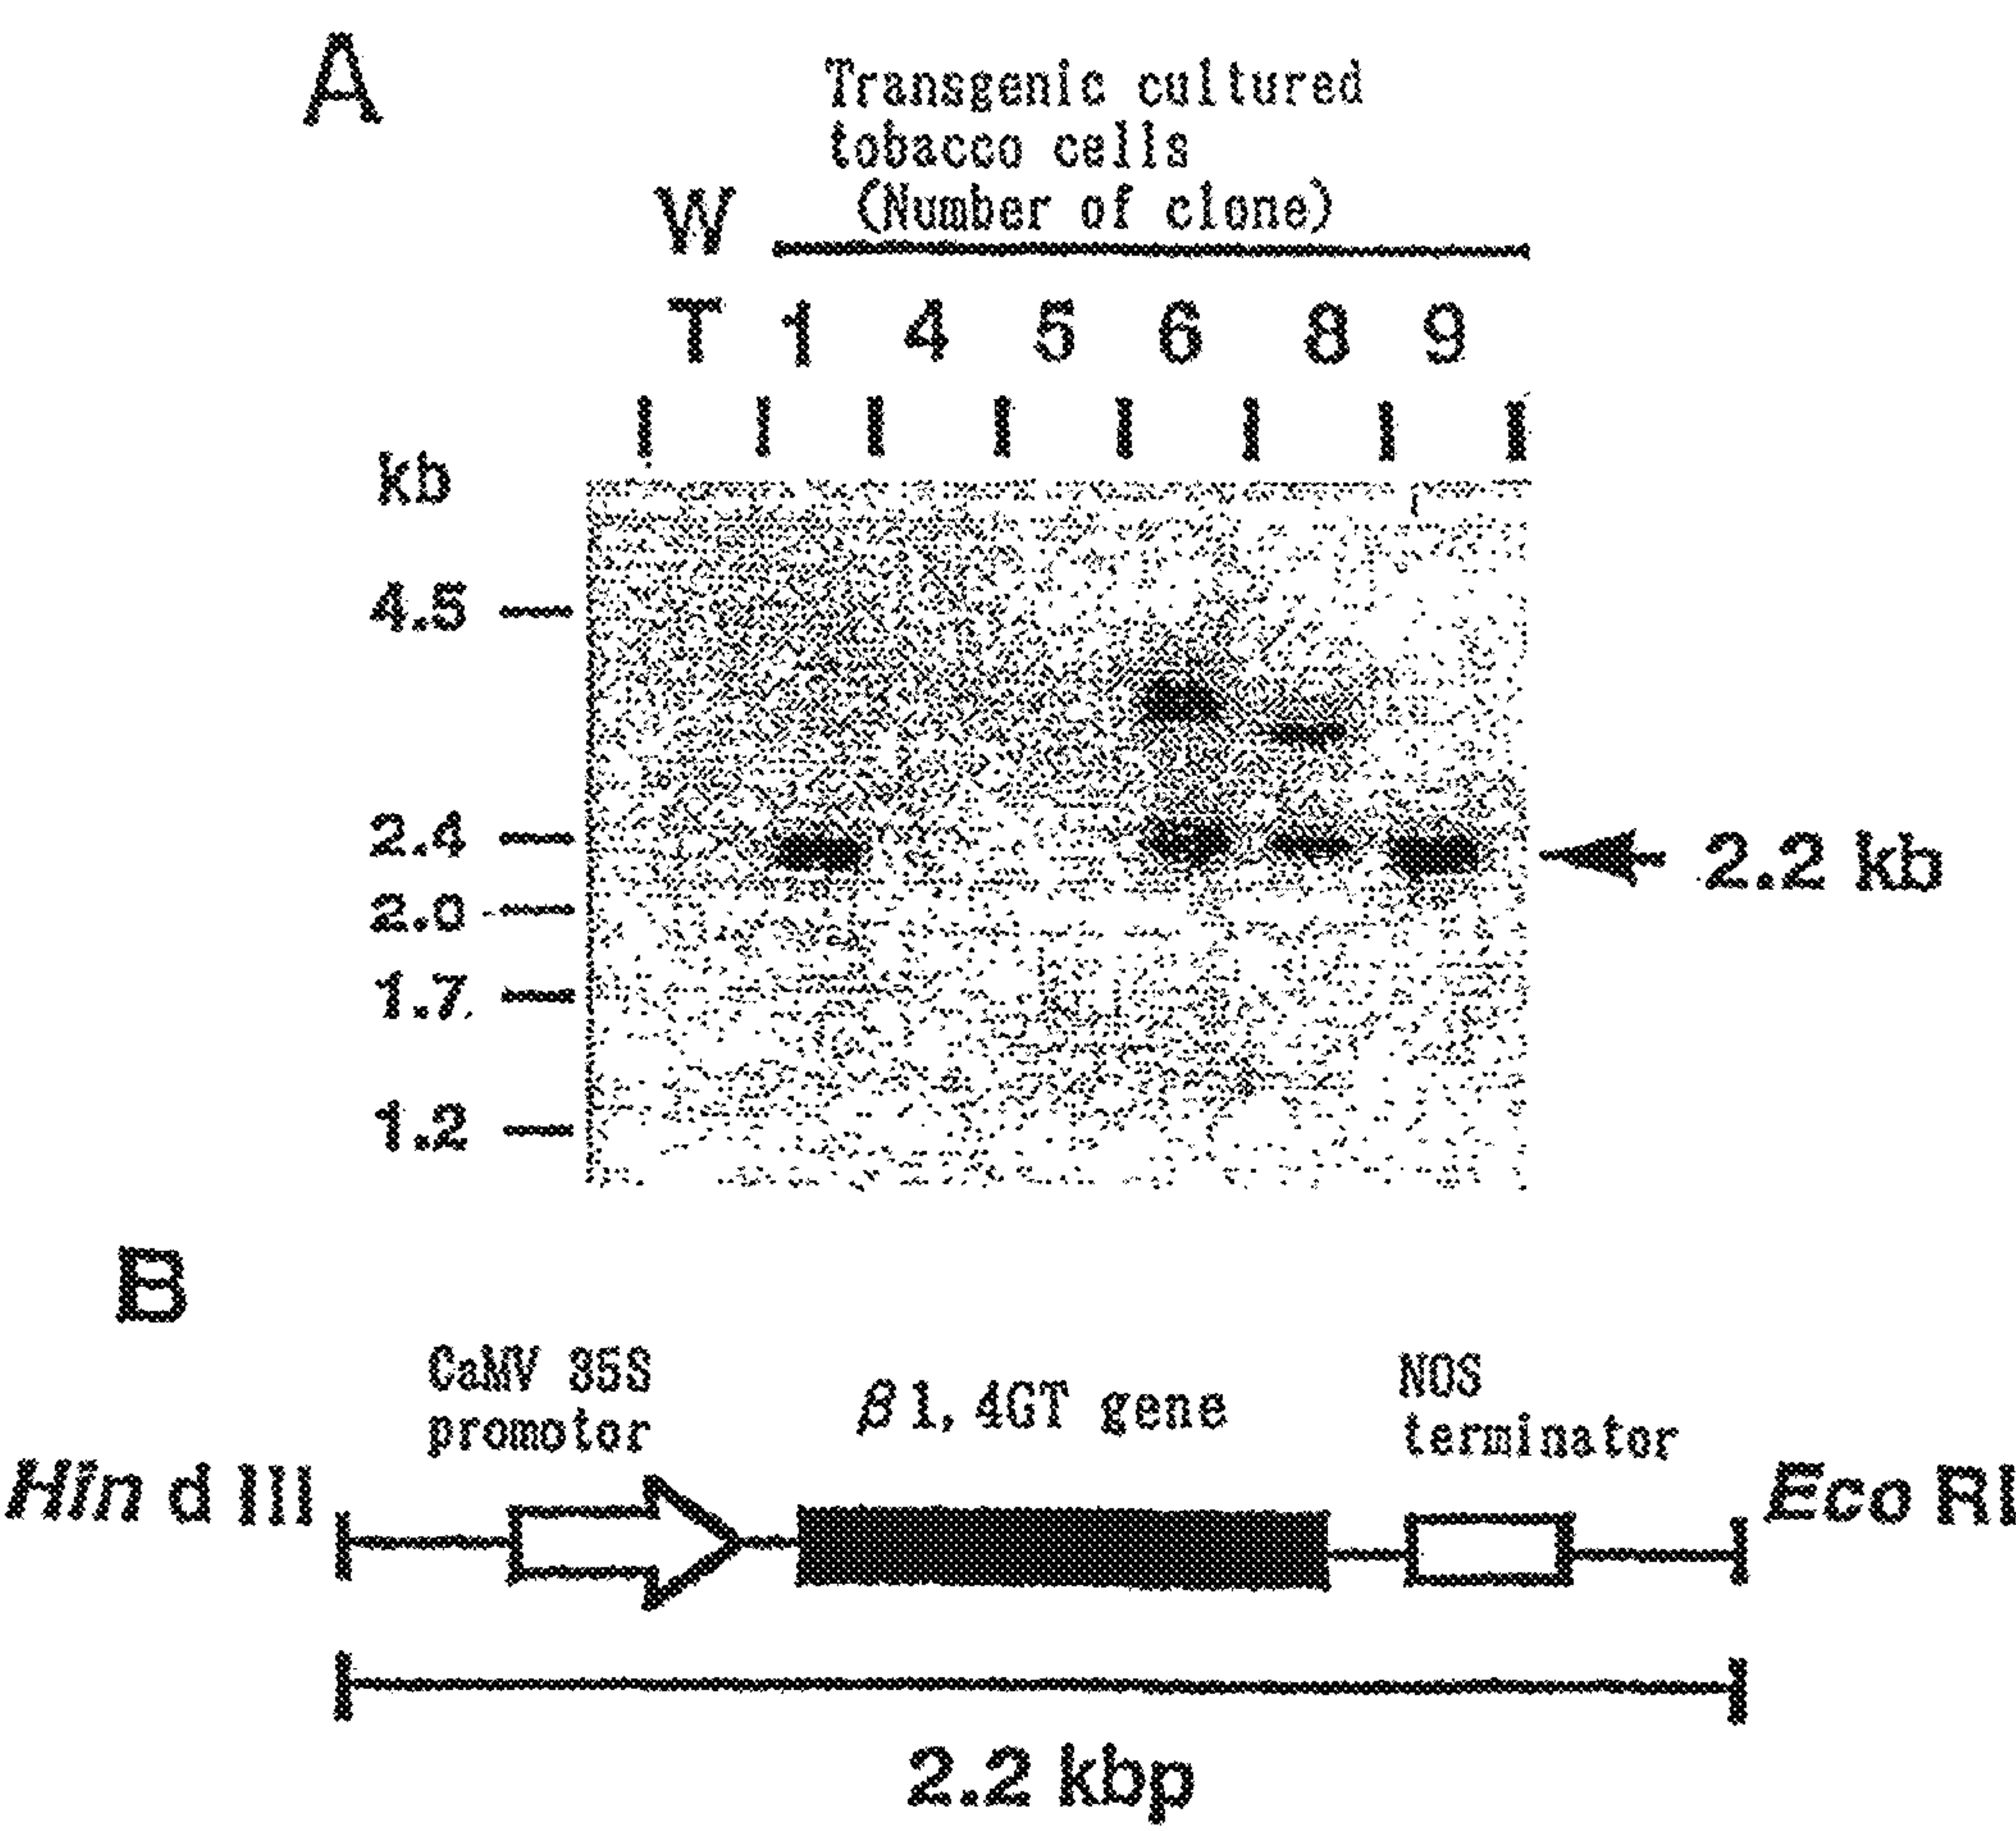 A
Transgenic cultured
tobacco cells
(Number of clone)
W
T 1 4 5 6 8 9
kb
4.5
2.4
2.2 kb
2.0
1.7
1.2
B
CaMV 35S
promotor
β1,4GT gene
NOS
terminator
Hin d III
Eco RI
2.2 kbp